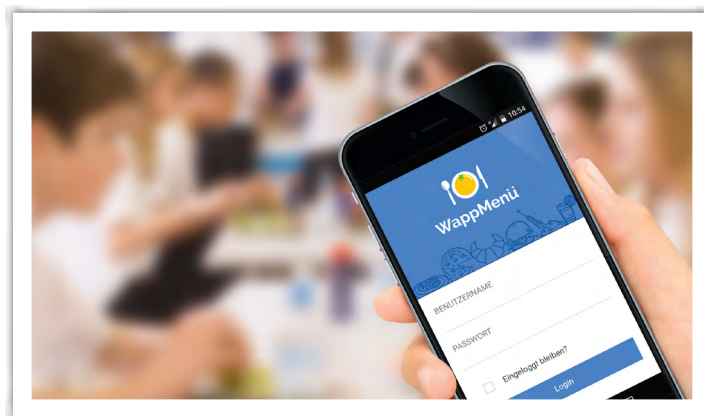 10:54
WappMenü
BENUTZERNAME
PASSWORT
Eingeloggt bleiben?
Login